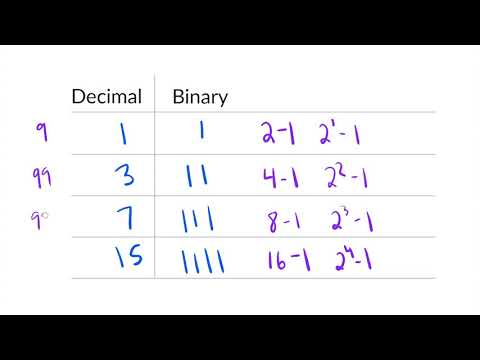 Decimal Binary
9 1 1 2-1 2¹-1
99 3 11 4-1 2²-1
9 7 111 8-1 2³-1
15 1111 16-1 2⁴-1